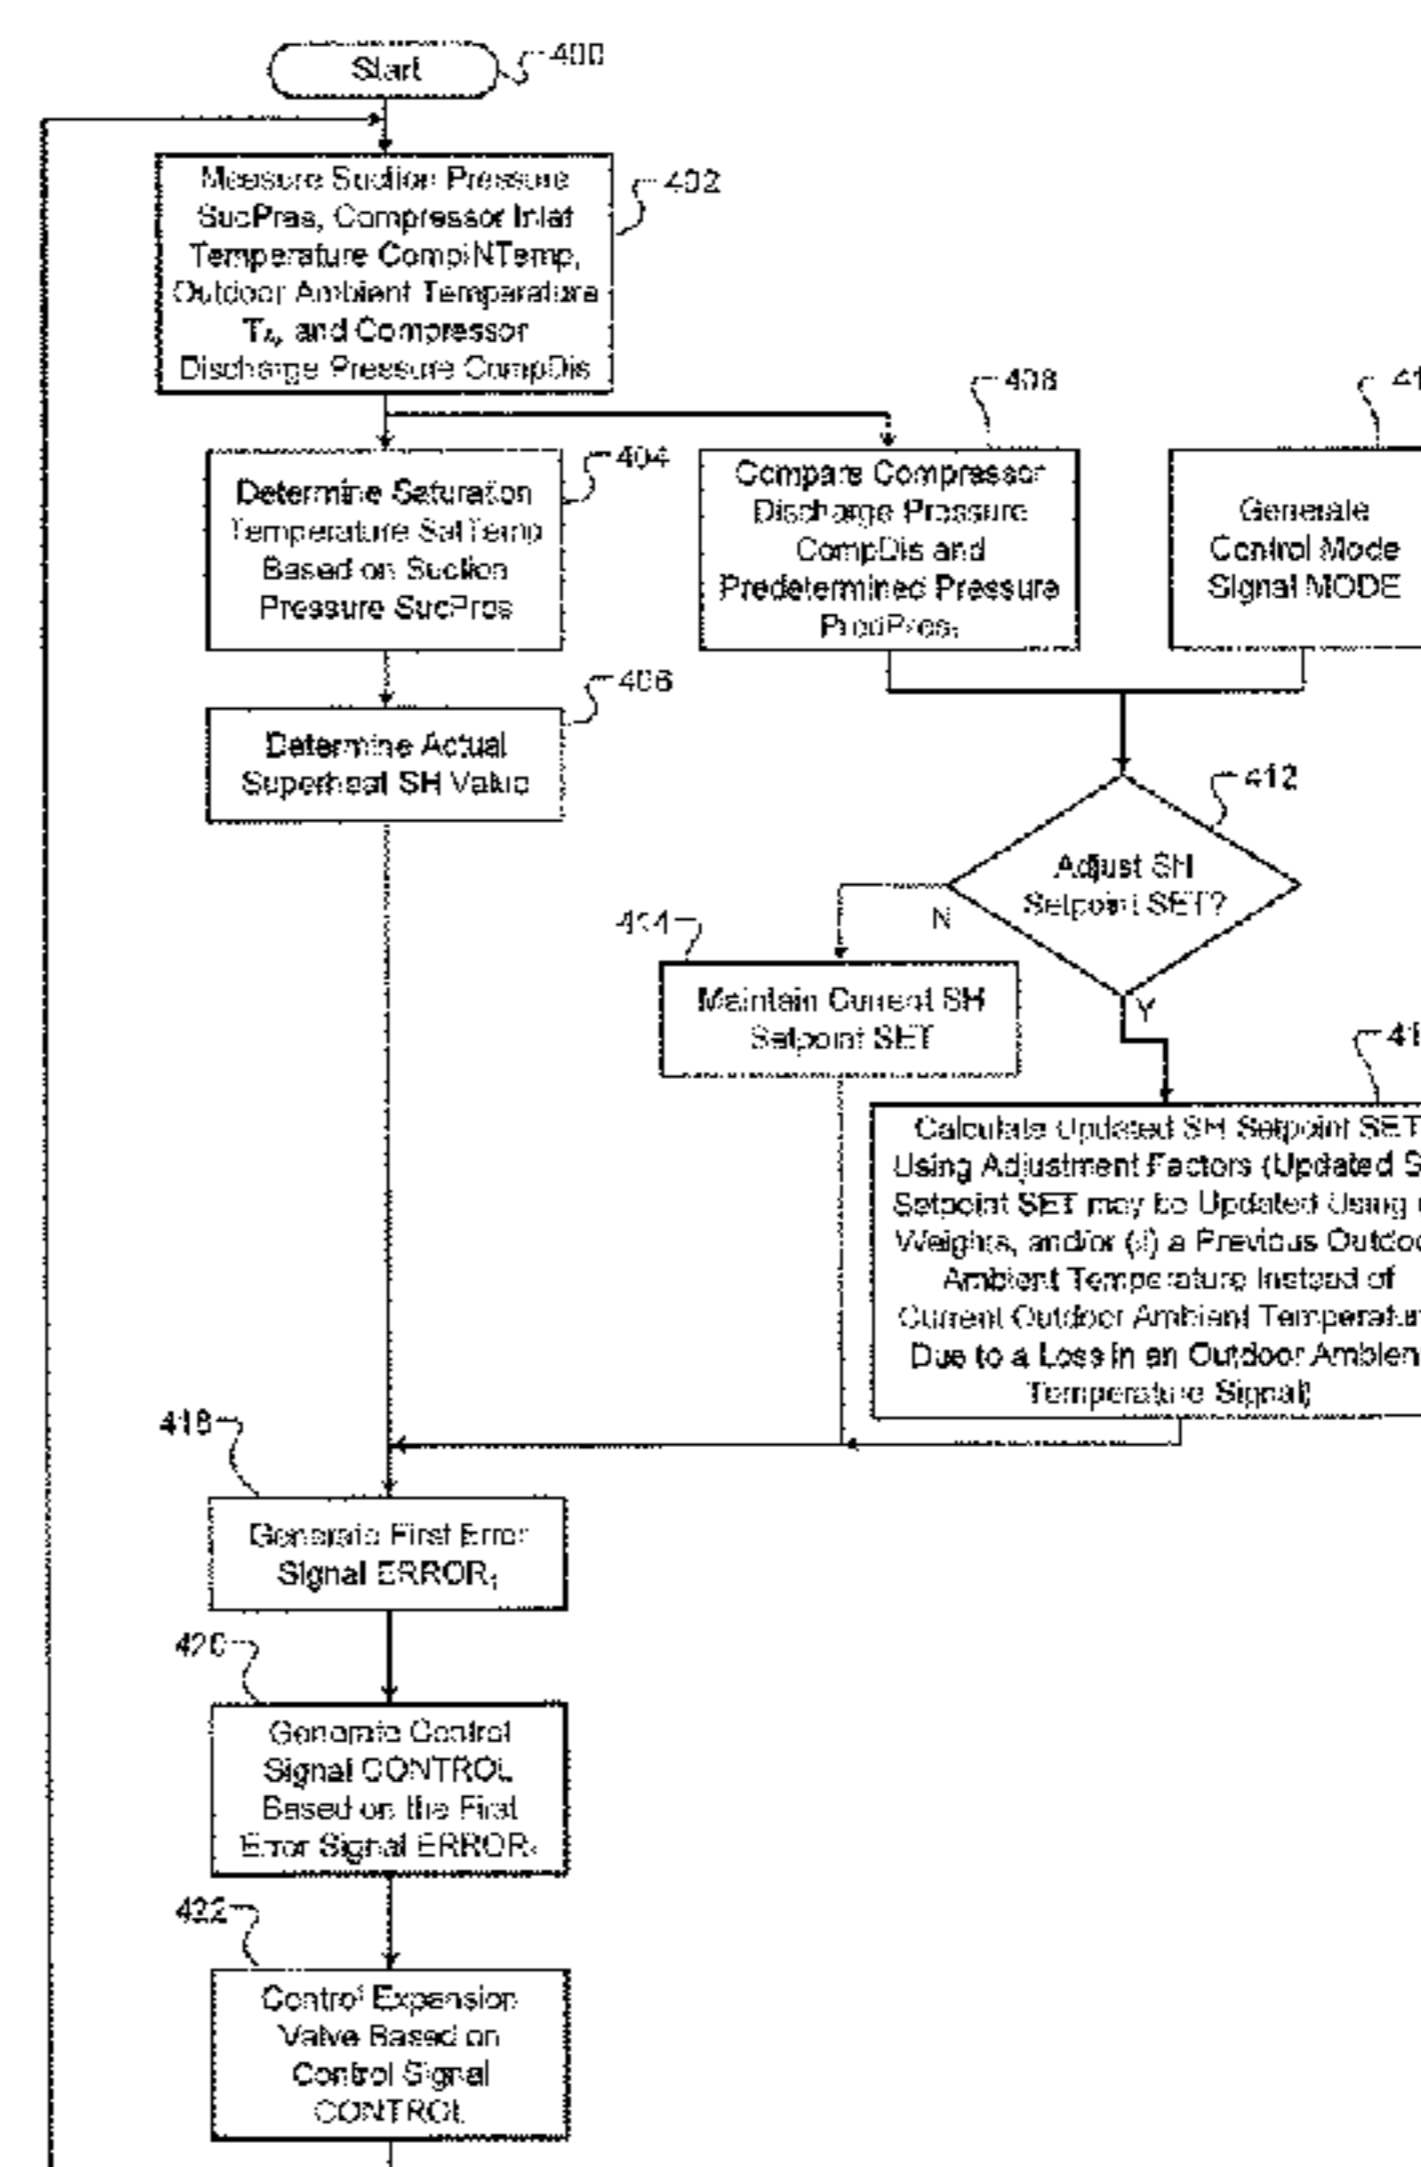 Start
400
Measure Suction Pressure
SucPres, Compressor Inlet
Temperature CompINTemp,
Outdoor Ambient Temperature
TA, and Compressor
Discharge Pressure CompDis
402
408
Determine Saturation
Temperature SatTemp
Based on Suction
Pressure SucPres
404
Compare Compressor
Discharge Pressure
CompDis and
Predetermined Pressure
PredPres1
Generate
Control Mode
Signal MODE
Determine Actual
Superheat SH Value
406
Adjust SH
Setpoint SET?
412
N
Y
414
Maintain Current SH
Setpoint SET
Calculate Updated SH Setpoint SET
Using Adjustment Factors (Updated
Setpoint SET may be Updated Using
Weights, and/or (ii) a Previous
Ambient Temperature Instead of
Current Outdoor Ambient
Due to a Loss in an Outdoor
Temperature Signal)
418
Generate First Error
Signal ERROR1
420
Generate Control
Signal CONTROL
Based on the First
Error Signal ERROR1
422
Control Expansion
Valve Based on
Control Signal
CONTROL